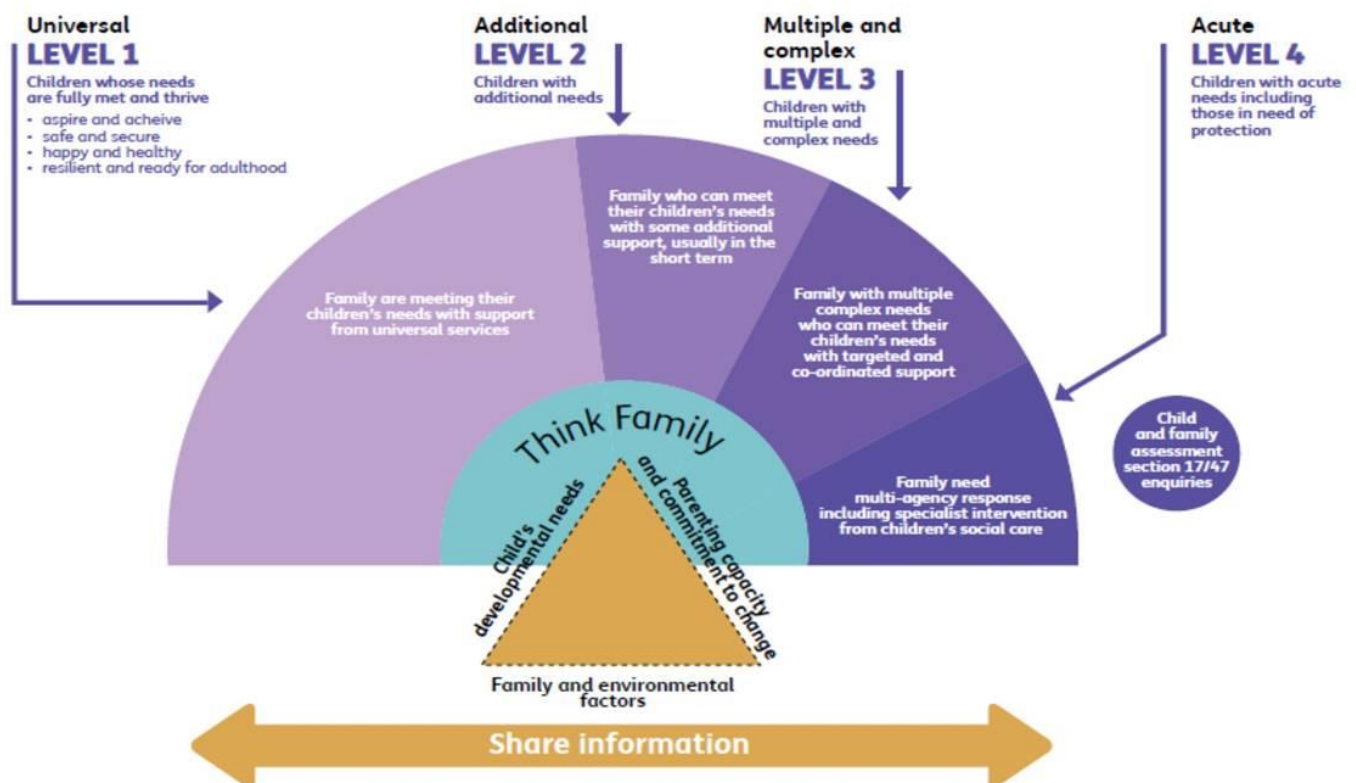 Universal
LEVEL 1
Children whose needs
are fully met and thrive
• aspire and acheive
• safe and secure
• happy and healthy
• resilient and ready for adulthood
Additional
LEVEL 2
Children with
additional needs
Multiple and
complex
LEVEL 3
Children with
multiple and
complex needs
Acute
LEVEL 4
Children with acute
needs including
those in need of
protection
Family are meeting their
children's needs with support
from universal services
Family who can meet
their children's needs
with some additional
support, usually in the
short term
Family with multiple
complex needs
who can meet their
children's needs
with targeted and
co-ordinated support
Family need
multi-agency response
including specialist intervention
from children's social care
Child
and family
assessment
section 17/47
enquiries
Think Family
Child's
developmental needs
Parenting capacity
and commitment to change
Family and environmental
factors
Share information